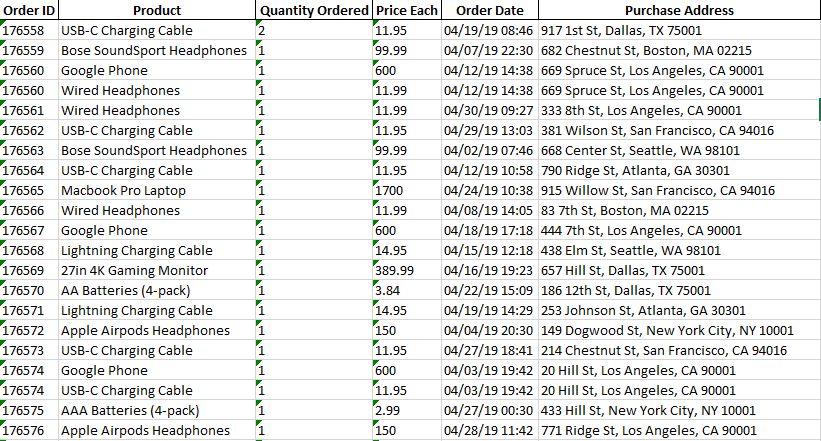 Order ID Product Quantity Ordered Price Each Order Date Purchase Address
176558 USB-C Charging Cable 2 11.95 04/19/19 08:46 917 1st St, Dallas, TX 75001
176559 Bose SoundSport Headphones 1 99.99 04/07/19 22:30 682 Chestnut St, Boston, MA 02215
176560 Google Phone 1 600 04/12/19 14:38 669 Spruce St, Los Angeles, CA 90001
176560 Wired Headphones 1 11.99 04/12/19 14:38 669 Spruce St, Los Angeles, CA 90001
176561 Wired Headphones 1 11.99 04/30/19 09:27 333 8th St, Los Angeles, CA 90001
176562 USB-C Charging Cable 1 11.95 04/29/19 13:03 381 Wilson St, San Francisco, CA 94016
176563 Bose SoundSport Headphones 1 99.99 04/02/19 07:46 668 Center St, Seattle, WA 98101
176564 USB-C Charging Cable 1 11.95 04/12/19 10:58 790 Ridge St, Atlanta, GA 30301
176565 Macbook Pro Laptop 1 1700 04/24/19 10:38 915 Willow St, San Francisco, CA 94016
176566 Wired Headphones 1 11.99 04/08/19 14:05 83 7th St, Boston, MA 02215
176567 Google Phone 1 600 04/18/19 17:18 444 7th St, Los Angeles, CA 90001
176568 Lightning Charging Cable 1 14.95 04/15/19 12:18 438 Elm St, Seattle, WA 98101
176569 27in 4K Gaming Monitor 1 389.99 04/16/19 19:23 657 Hill St, Dallas, TX 75001
176570 AA Batteries (4-pack) 1 3.84 04/22/19 15:09 186 12th St, Dallas, TX 75001
176571 Lightning Charging Cable 1 14.95 04/19/19 14:29 253 Johnson St, Atlanta, GA 30301
176572 Apple Airpods Headphones 1 150 04/04/19 20:30 149 Dogwood St, New York City, NY 10001
176573 USB-C Charging Cable 1 11.95 04/27/19 18:41 214 Chestnut St, San Francisco, CA 94016
176574 Google Phone 1 600 04/03/19 19:42 20 Hill St, Los Angeles, CA 90001
176574 USB-C Charging Cable 1 11.95 04/03/19 19:42 20 Hill St, Los Angeles, CA 90001
176575 AAA Batteries (4-pack) 1 2.99 04/27/19 00:30 433 Hill St, New York City, NY 10001
176576 Apple Airpods Headphones 1 150 04/28/19 11:42 771 Ridge St, Los Angeles, CA 90001